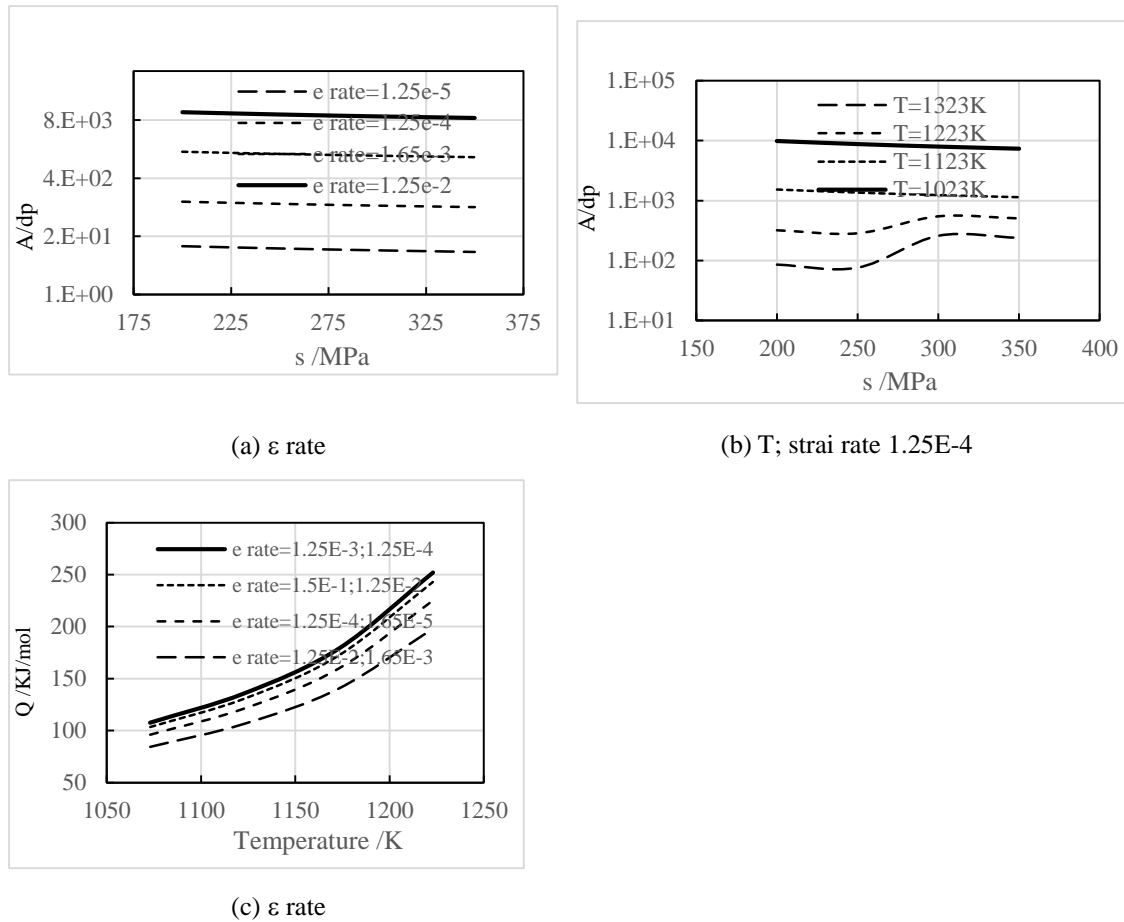 8.E+03
4.E+02
2.E+01
1.E+00
A/dp
e rate=1.25e-5
e rate=1.25e-4
e rate=1.65e-3
e rate=1.25e-2
175 225 275 325 375
s /MPa
(a) ε rate
1.E+05
1.E+04
1.E+03
1.E+02
1.E+01
A/dp
T=1323K
T=1223K
T=1123K
T=1023K
150 200 250 300 350 400
s /MPa
(b) T; strai rate 1.25E-4
300
250
200
150
100
50
Q /KJ/mol
e rate=1.25E-3;1.25E-4
e rate=1.5E-1;1.25E-2
e rate=1.25E-4;1.65E-5
e rate=1.25E-2;1.65E-3
1050 1100 1150 1200 1250
Temperature /K
(c) ε rate